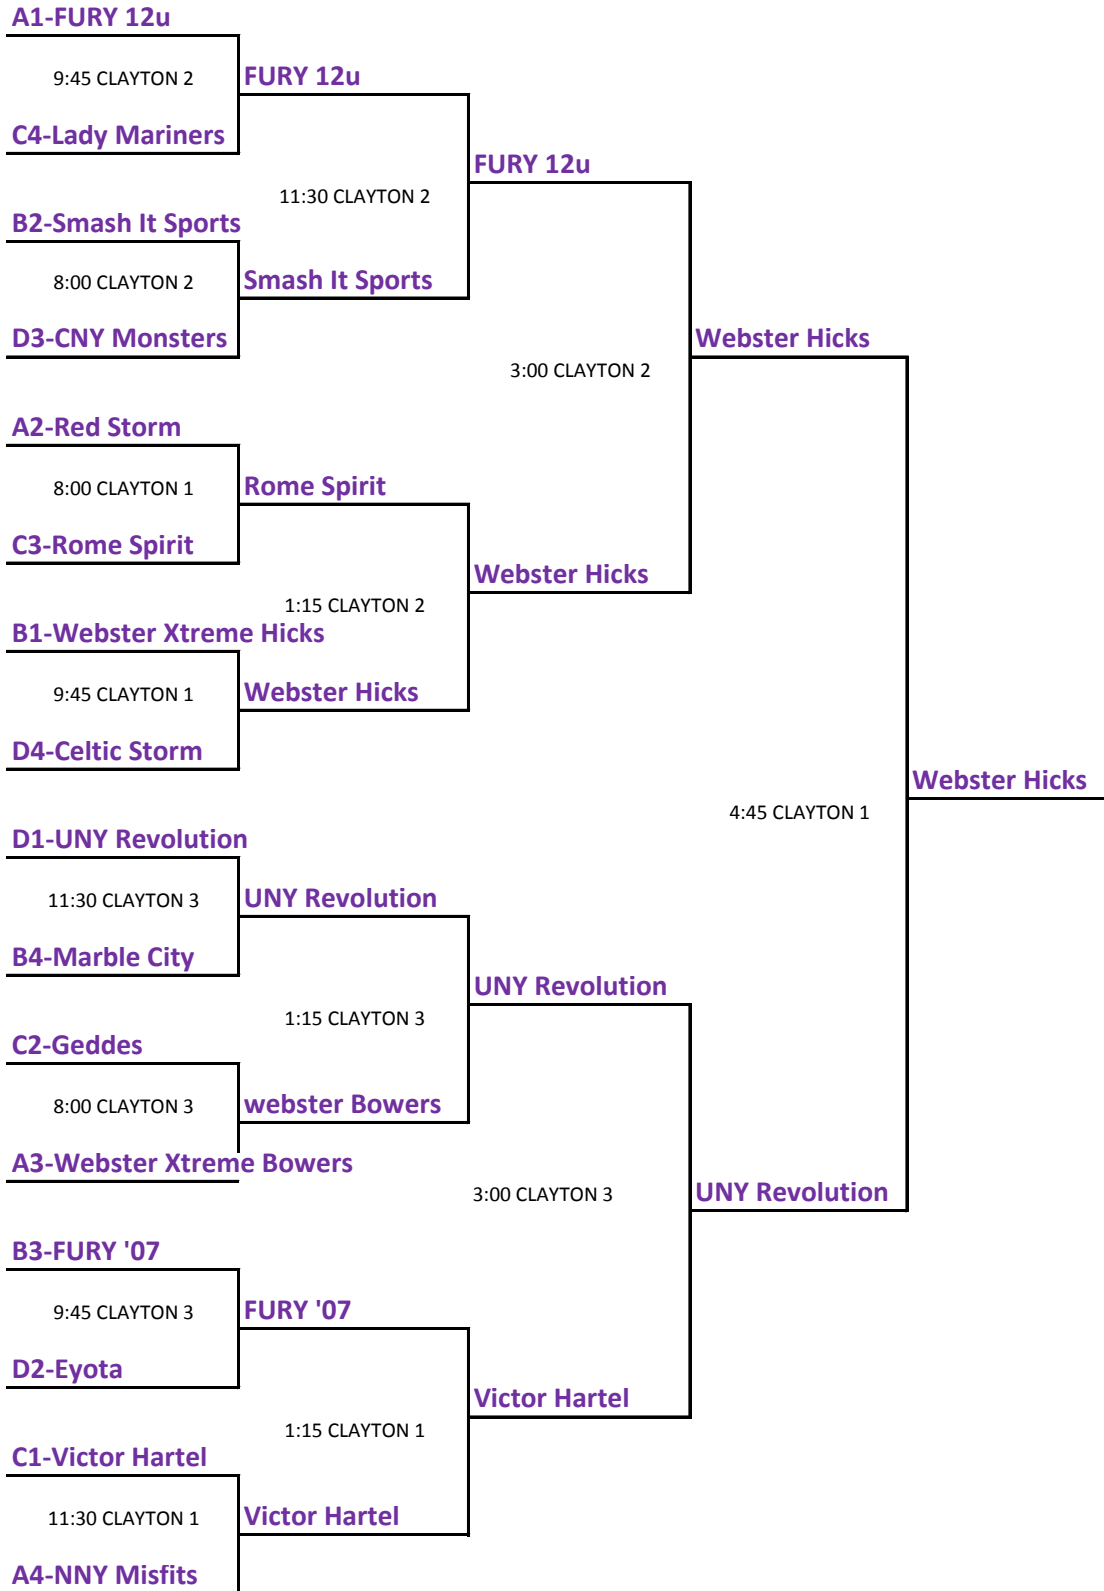 A1-FURY 12u
9:45 CLAYTON 2
FURY 12u
C4-Lady Mariners
FURY 12u
11:30 CLAYTON 2
B2-Smash It Sports
8:00 CLAYTON 2
Smash It Sports
D3-CNY Monsters
Webster Hicks
3:00 CLAYTON 2
A2-Red Storm
8:00 CLAYTON 1
Rome Spirit
C3-Rome Spirit
Webster Hicks
1:15 CLAYTON 2
B1-Webster Xtreme Hicks
9:45 CLAYTON 1
Webster Hicks
D4-Celtic Storm
Webster Hicks
4:45 CLAYTON 1
D1-UNY Revolution
11:30 CLAYTON 3
UNY Revolution
B4-Marble City
UNY Revolution
1:15 CLAYTON 3
C2-Geddes
8:00 CLAYTON 3
webster Bowers
A3-Webster Xtreme Bowers
3:00 CLAYTON 3
UNY Revolution
B3-FURY '07
9:45 CLAYTON 3
FURY '07
D2-Eyota
Victor Hartel
1:15 CLAYTON 1
C1-Victor Hartel
11:30 CLAYTON 1
Victor Hartel
A4-NNY Misfits